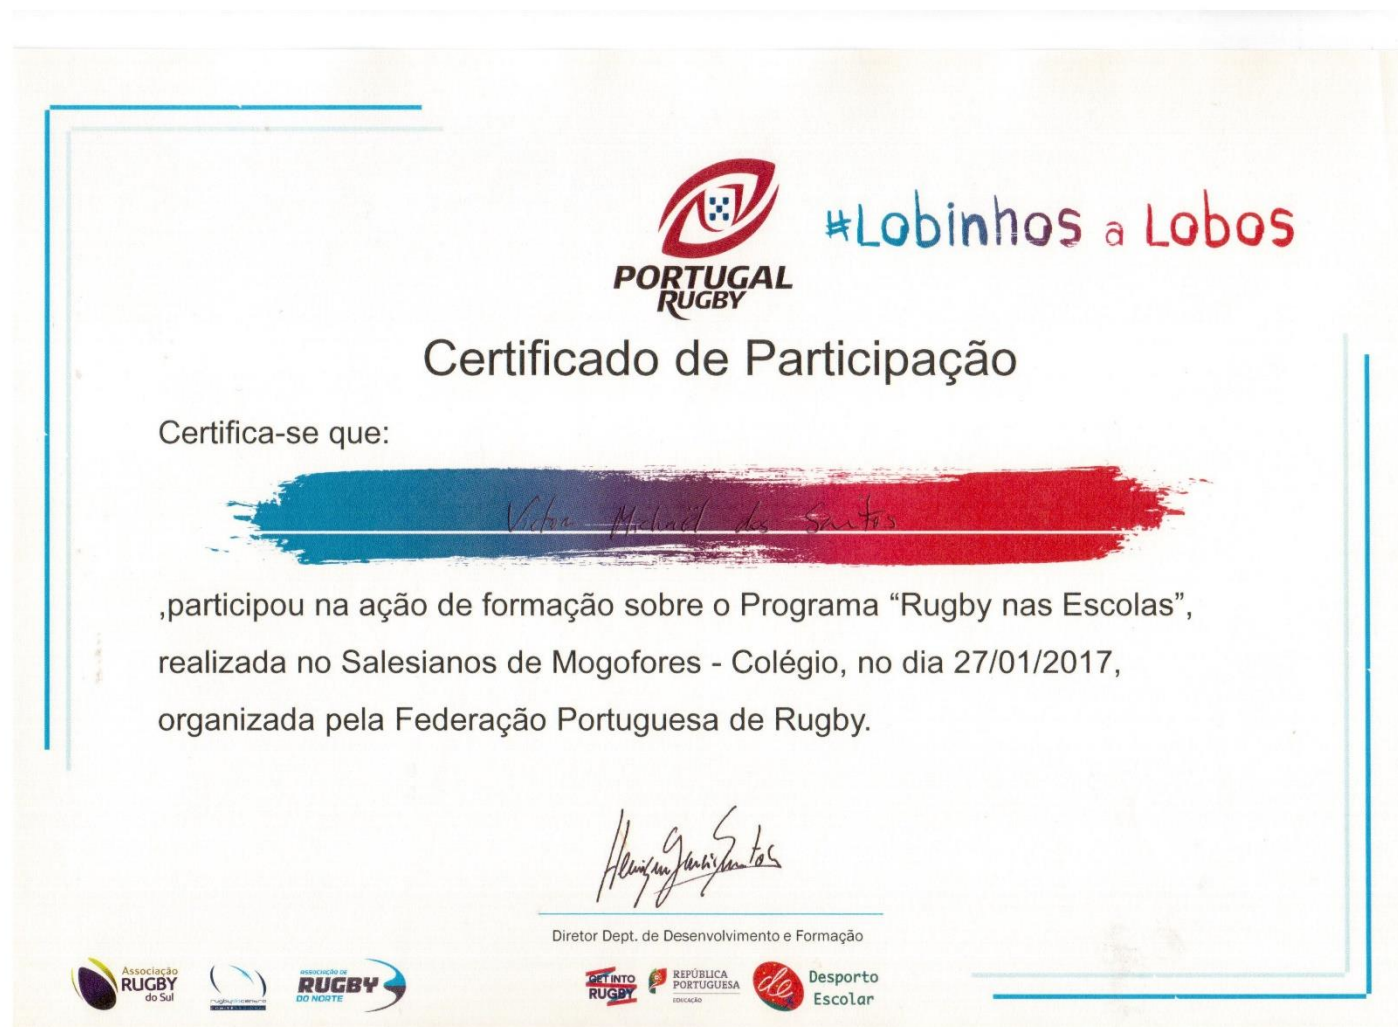 #Lobinhos a Lobos
PORTUGAL
RUGBY
Certificado de Participação
Certifica-se que:
Victor Michaël dos Santos
,participou na ação de formação sobre o Programa “Rugby nas Escolas”,
realizada no Salesianos de Mogofores - Colégio, no dia 27/01/2017,
organizada pela Federação Portuguesa de Rugby.
Diretor Dept. de Desenvolvimento e Formação
Associação
RUGBY
do Sul
ASSOCIAÇÃO DE
RUGBY
DO NORTE
GET INTO
RUGBY
REPÚBLICA
PORTUGUESA
EDUCAÇÃO
de
Desporto
Escolar